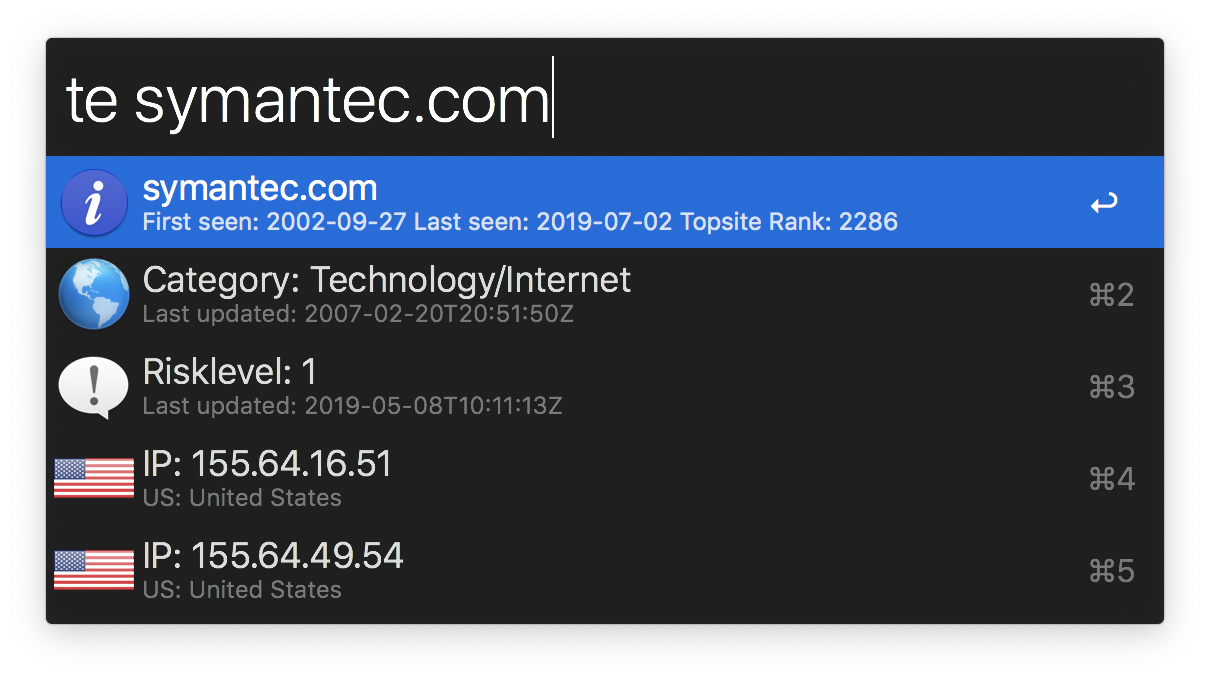 te symantec.com
symantec.com
First seen: 2002-09-27 Last seen: 2019-07-02 Topsite Rank: 2286
↩
Category: Technology/Internet
Last updated: 2007-02-20T20:51:50Z
⌘2
Risklevel: 1
Last updated: 2019-05-08T10:11:13Z
⌘3
IP: 155.64.16.51
US: United States
⌘4
IP: 155.64.49.54
US: United States
⌘5